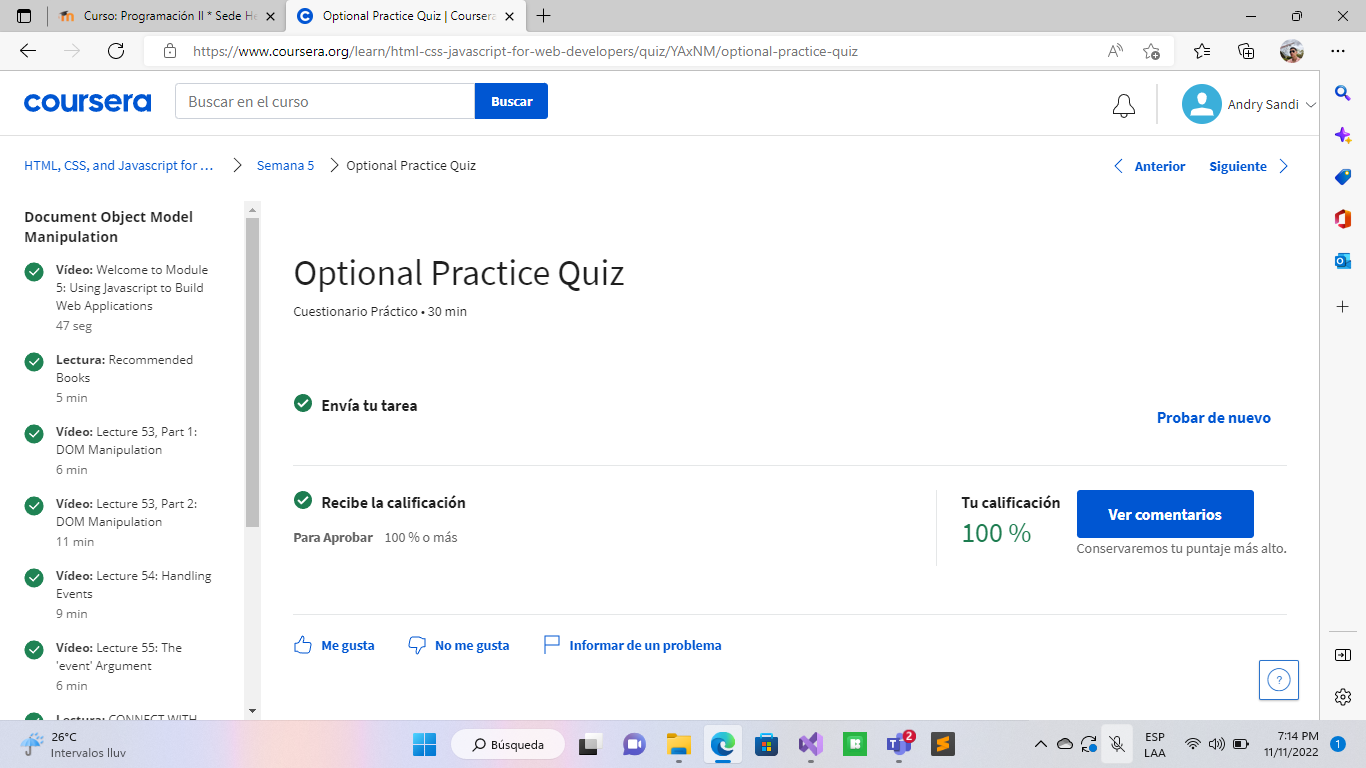 Curso: Programación II * Sede He
Optional Practice Quiz | Coursera
https://www.coursera.org/learn/html-css-javascript-for-web-developers/quiz/YAxNM/optional-practice-quiz
coursera
Buscar en el curso
Buscar
Andry Sandi
HTML, CSS, and Javascript for ...
Semana 5
Optional Practice Quiz
Anterior
Siguiente
Document Object Model
Manipulation
Vídeo: Welcome to Module
5: Using Javascript to Build
Web Applications
47 seg
Lectura: Recommended
Books
5 min
Vídeo: Lecture 53, Part 1:
DOM Manipulation
6 min
Vídeo: Lecture 53, Part 2:
DOM Manipulation
11 min
Vídeo: Lecture 54: Handling
Events
9 min
Vídeo: Lecture 55: The
'event' Argument
6 min
Lectura: CONNECT WITH
Optional Practice Quiz
Cuestionario Práctico • 30 min
Envía tu tarea
Probar de nuevo
Recibe la calificación
Para Aprobar 100 % o más
Tu calificación
100 %
Ver comentarios
Conservaremos tu puntaje más alto.
Me gusta
No me gusta
Informar de un problema
?
26°C
Intervalos lluv
Búsqueda
2
ESP
LAA
7:14 PM
11/11/2022
1